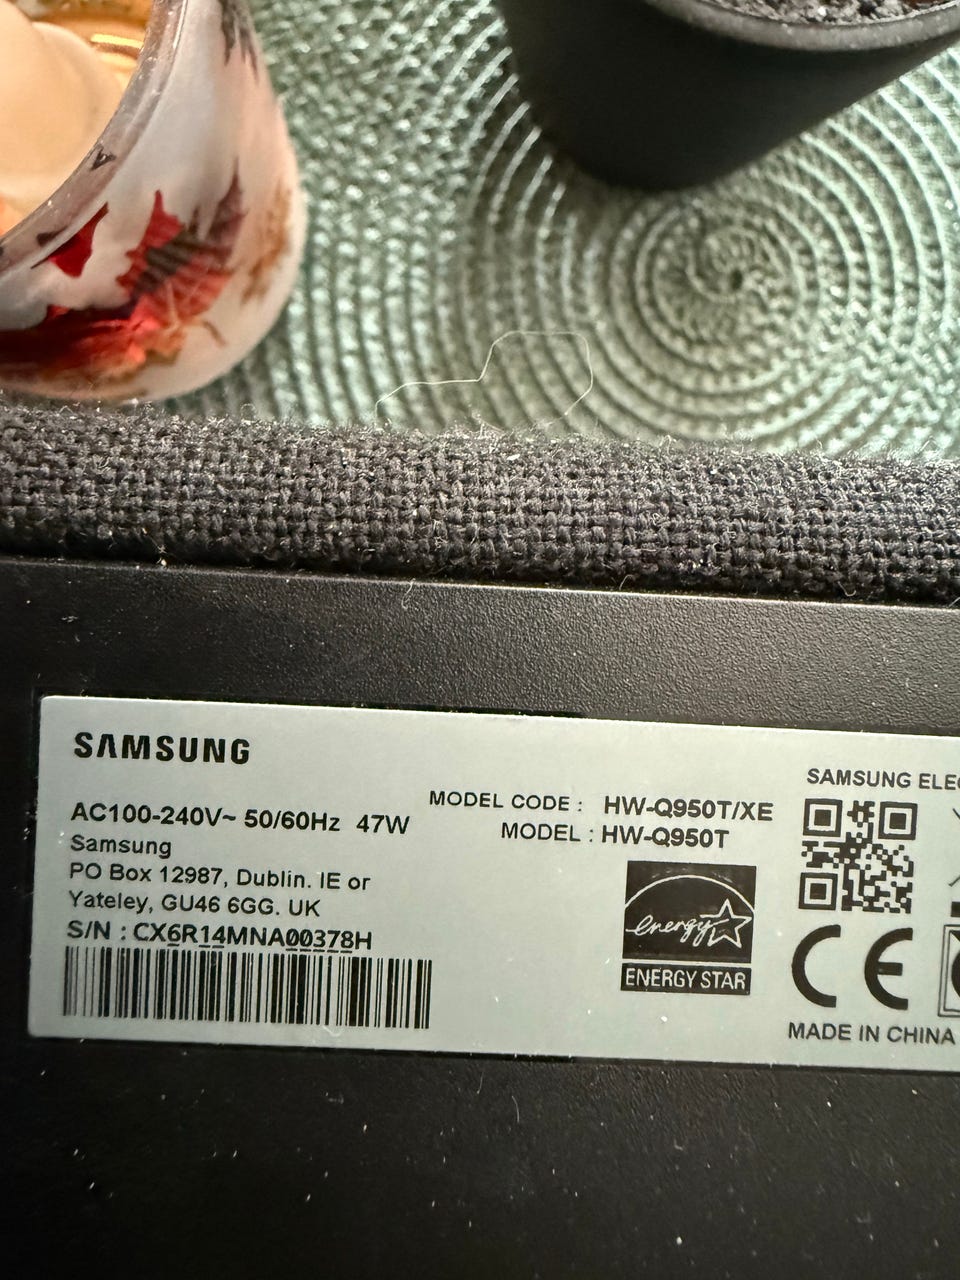 SAMSUNG
AC100-240V~ 50/60Hz 47W
Samsung
PO Box 12987, Dublin. IE or
Yateley, GU46 6GG. UK
S/N : CX6R14MNA00378H
MODEL CODE : HW-Q950T/XE
MODEL : HW-Q950T
energy
ENERGY STAR
SAMSUNG
CE
MADE IN CHINA